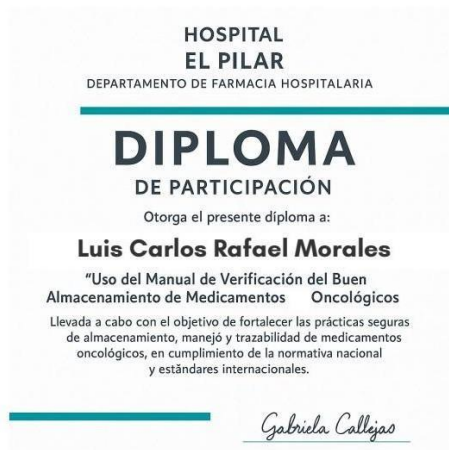 HOSPITAL
EL PILAR
DEPARTAMENTO DE FARMACIA HOSPITALARIA
DIPLOMA
DE PARTICIPACIÓN
Otorga el presente diploma a:
Luis Carlos Rafael Morales
“Uso del Manual de Verificación del Buen
Almacenamiento de Medicamentos Oncológicos
Llevada a cabo con el objetivo de fortalecer las prácticas seguras
de almacenamiento, manejó y trazabilidad de medicamentos
oncológicos, en cumplimiento de la normativa nacional
y estándares internacionales.
Gabriela Callejas